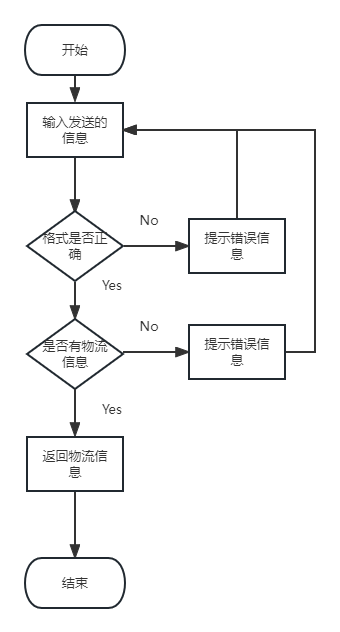 开始
输入发送的
信息
格式是否正
确
No
提示错误信
息
Yes
是否有物流
信息
No
提示错误信
息
Yes
返回物流信
息
结束